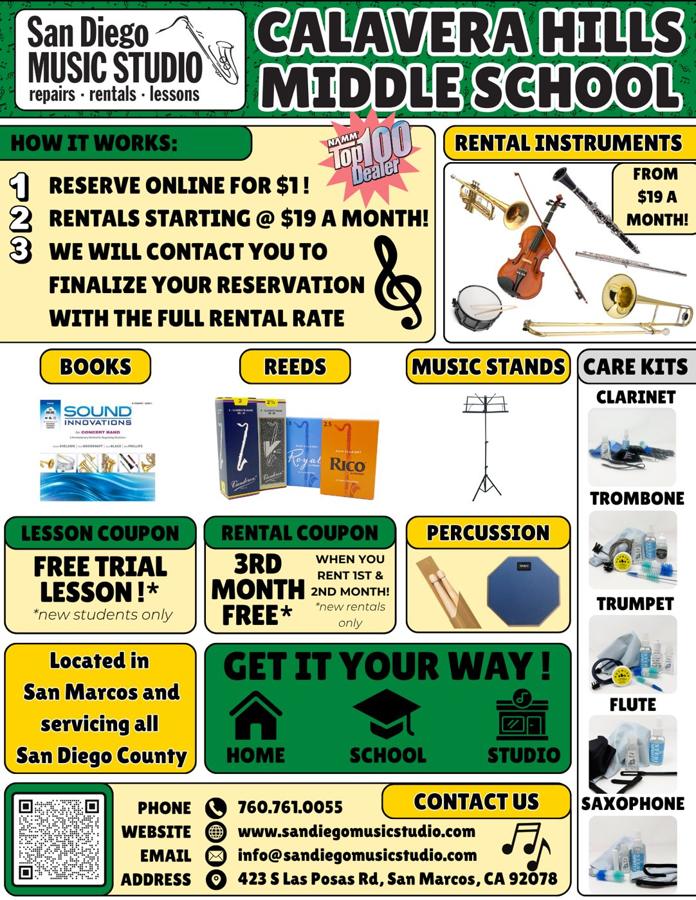 San Diego
MUSIC STUDIO
repairs · rentals · lessons
CALAVERA HILLS
MIDDLE SCHOOL
HOW IT WORKS:
NAMM
Top 100
Dealer
1 RESERVE ONLINE FOR $1!
2 RENTALS STARTING @ $19 A MONTH!
3 WE WILL CONTACT YOU TO
FINALIZE YOUR RESERVATION
WITH THE FULL RENTAL RATE
RENTAL INSTRUMENTS
FROM
$19 A
MONTH!
BOOKS
SOUND
INNOVATIONS
for CONCERT BAND
REEDS
3
2½
Vandoren
Royal
2.5
RICO
MUSIC STANDS
CARE KITS
CLARINET
TROMBONE
TRUMPET
FLUTE
SAXOPHONE
LESSON COUPON
FREE TRIAL
LESSON!*
*new students only
RENTAL COUPON
3RD
MONTH
FREE*
WHEN YOU
RENT 1ST &
2ND MONTH!
*new rentals
only
PERCUSSION
Located in
San Marcos and
servicing all
San Diego County
GET IT YOUR WAY!
HOME
SCHOOL
STUDIO
CONTACT US
PHONE 760.761.0055
WEBSITE www.sandiegomusicstudio.com
EMAIL info@sandiegomusicstudio.com
ADDRESS 423 S Las Posas Rd, San Marcos, CA 92078